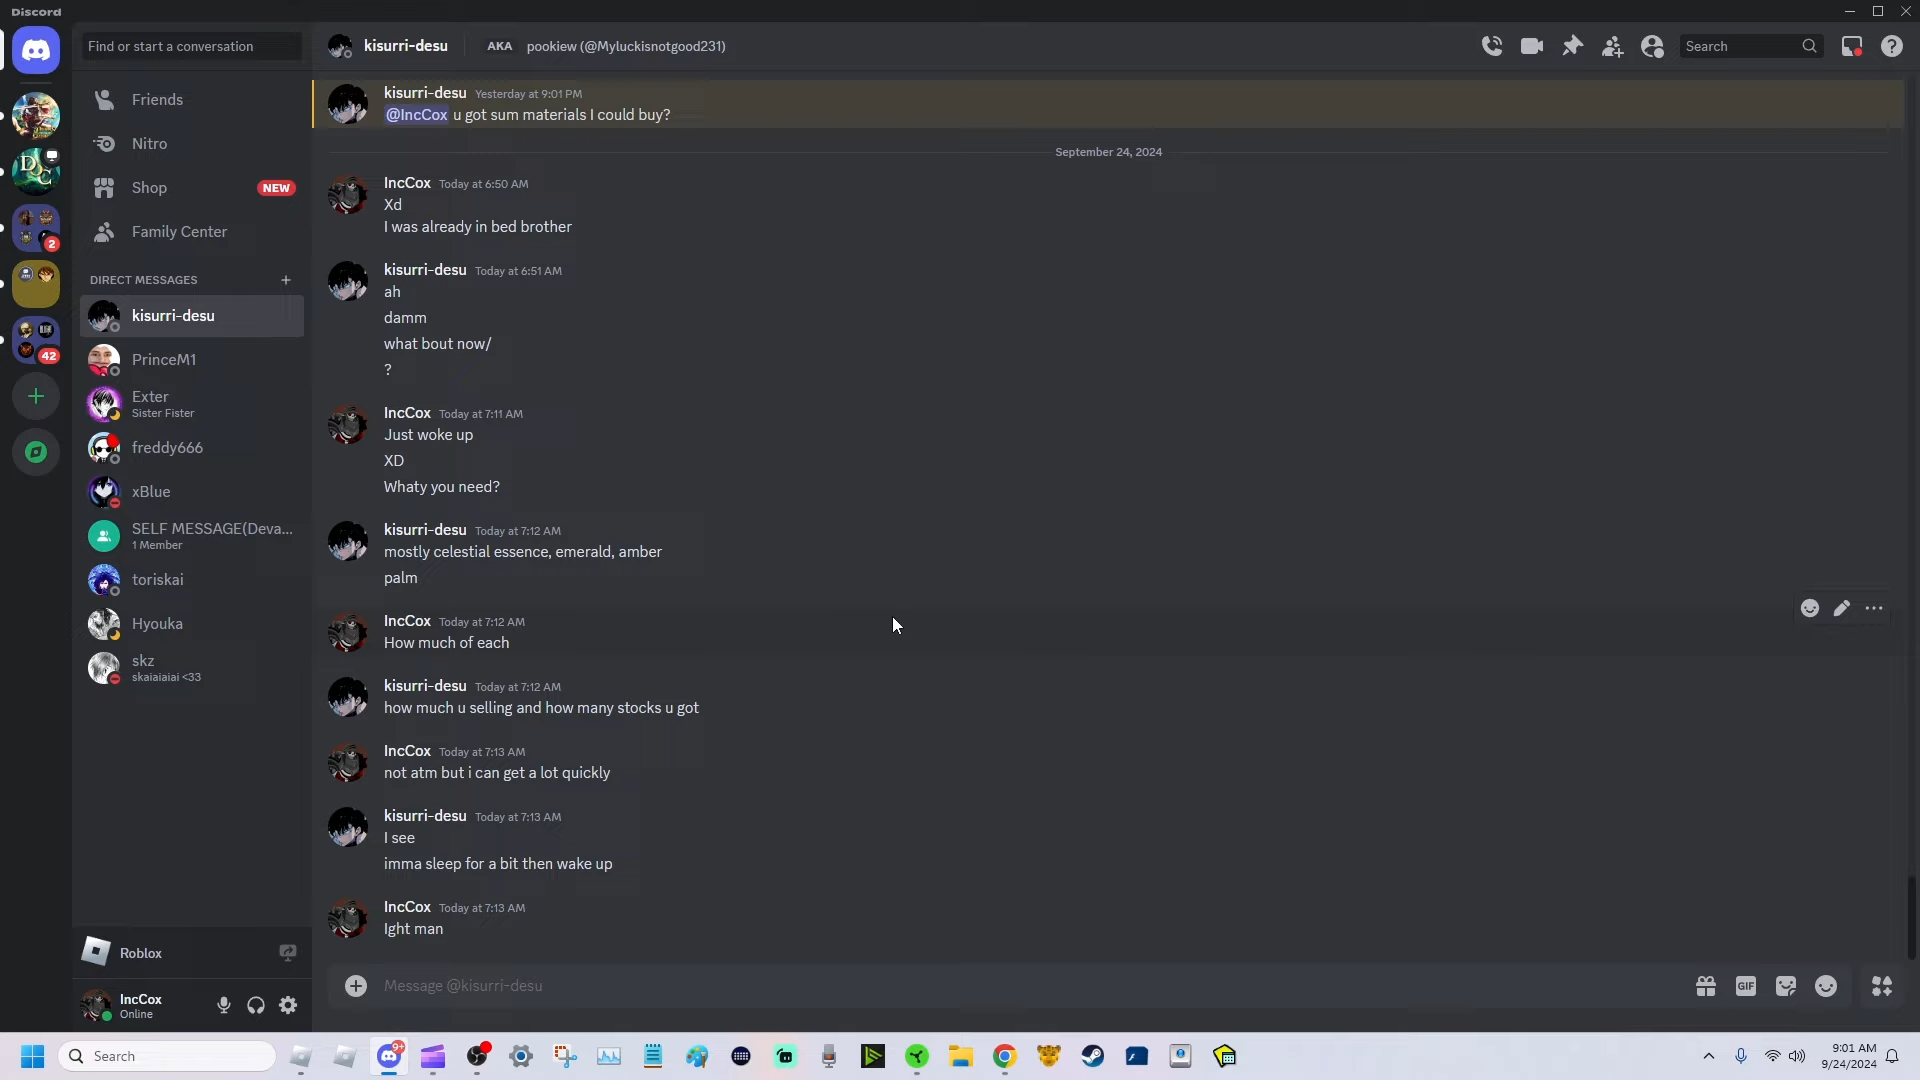 Discord
Find or start a conversation
kisurri-desu
AKA pookiew (@Myluckisnotgood231)
Search
Friends
Nitro
Shop
NEW
Family Center
DIRECT MESSAGES
kisurri-desu
PrinceM1
Exter
Sister Fister
freddy666
xBlue
SELF MESSAGE(Deva...
1 Member
toriskai
Hyouka
skz
skaiaiaiai <33
2
42
Roblox
IncCox
Online
kisurri-desu Yesterday at 9:01 PM
@IncCox u got sum materials I could buy?
September 24, 2024
IncCox Today at 6:50 AM
Xd
I was already in bed brother
kisurri-desu Today at 6:51 AM
ah
damm
what bout now/
?
IncCox Today at 7:11 AM
Just woke up
XD
Whaty you need?
kisurri-desu Today at 7:12 AM
mostly celestial essence, emerald, amber
palm
IncCox Today at 7:12 AM
How much of each
kisurri-desu Today at 7:12 AM
how much u selling and how many stocks u got
IncCox Today at 7:13 AM
not atm but i can get a lot quickly
kisurri-desu Today at 7:13 AM
I see
imma sleep for a bit then wake up
IncCox Today at 7:13 AM
Ight man
Message @kisurri-desu
GIF
Search
9+
9:01 AM
9/24/2024